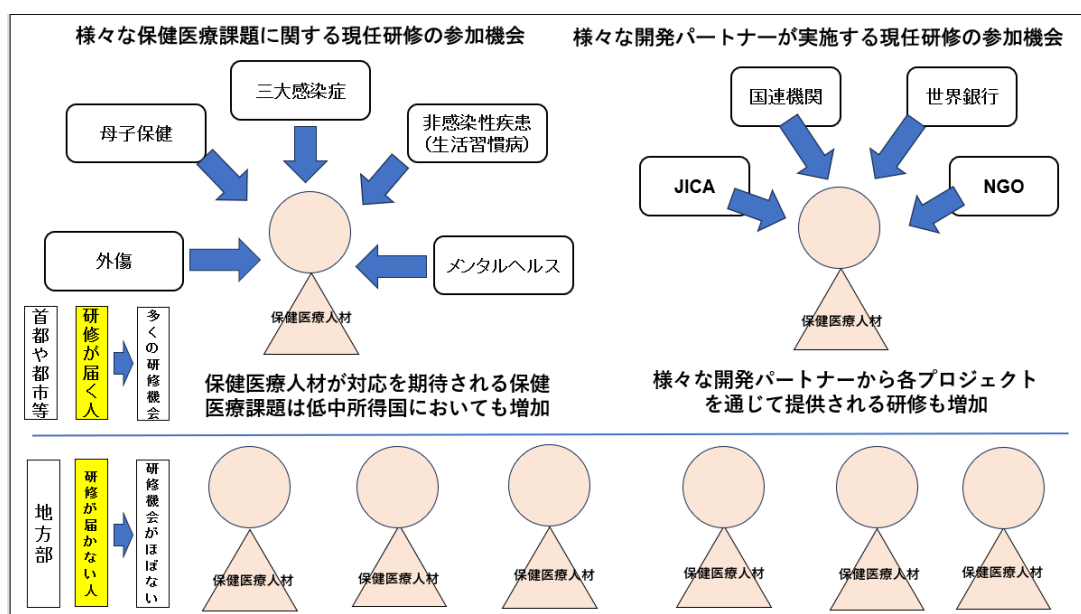 様々な保健医療課題に関する現任研修の参加機会
様々な開発パートナーが実施する現任研修の参加機会
三大感染症
母子保健
非感染性疾患
(生活習慣病)
外傷
メンタルヘルス
保健医療人材
国連機関
世界銀行
JICA
NGO
保健医療人材
首都や都市等
研修が届く人
多くの研修機会
保健医療人材が対応を期待される保健
医療課題は低中所得国においても増加
様々な開発パートナーから各プロジェクト
を通じて提供される研修も増加
地方部
研修が届かない人
研修機会がほぼない
保健医療人材
保健医療人材
保健医療人材
保健医療人材
保健医療人材
保健医療人材